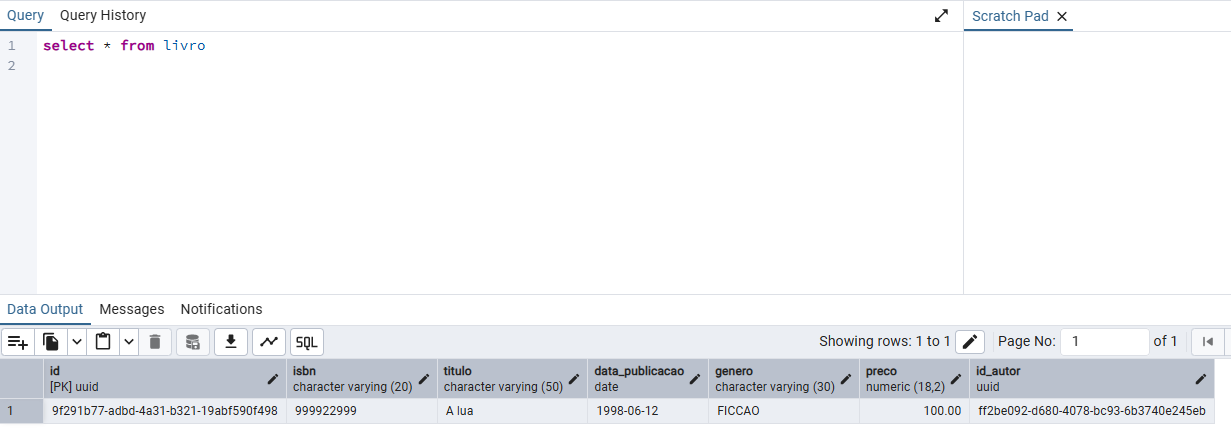 Query Query History Scratch Pad
1 select * from livro
2
Data Output Messages Notifications
SQL Showing rows: 1 to 1 Page No: 1 of 1
id isbn titulo data_publicacao genero preco id_autor
[PK] uuid character varying (20) character varying (50) date character varying (30) numeric (18,2) uuid
1 9f291b77-adbd-4a31-b321-19abf590f498 999922999 A lua 1998-06-12 FICCAO 100.00 ff2be092-d680-4078-bc93-6b3740e245eb